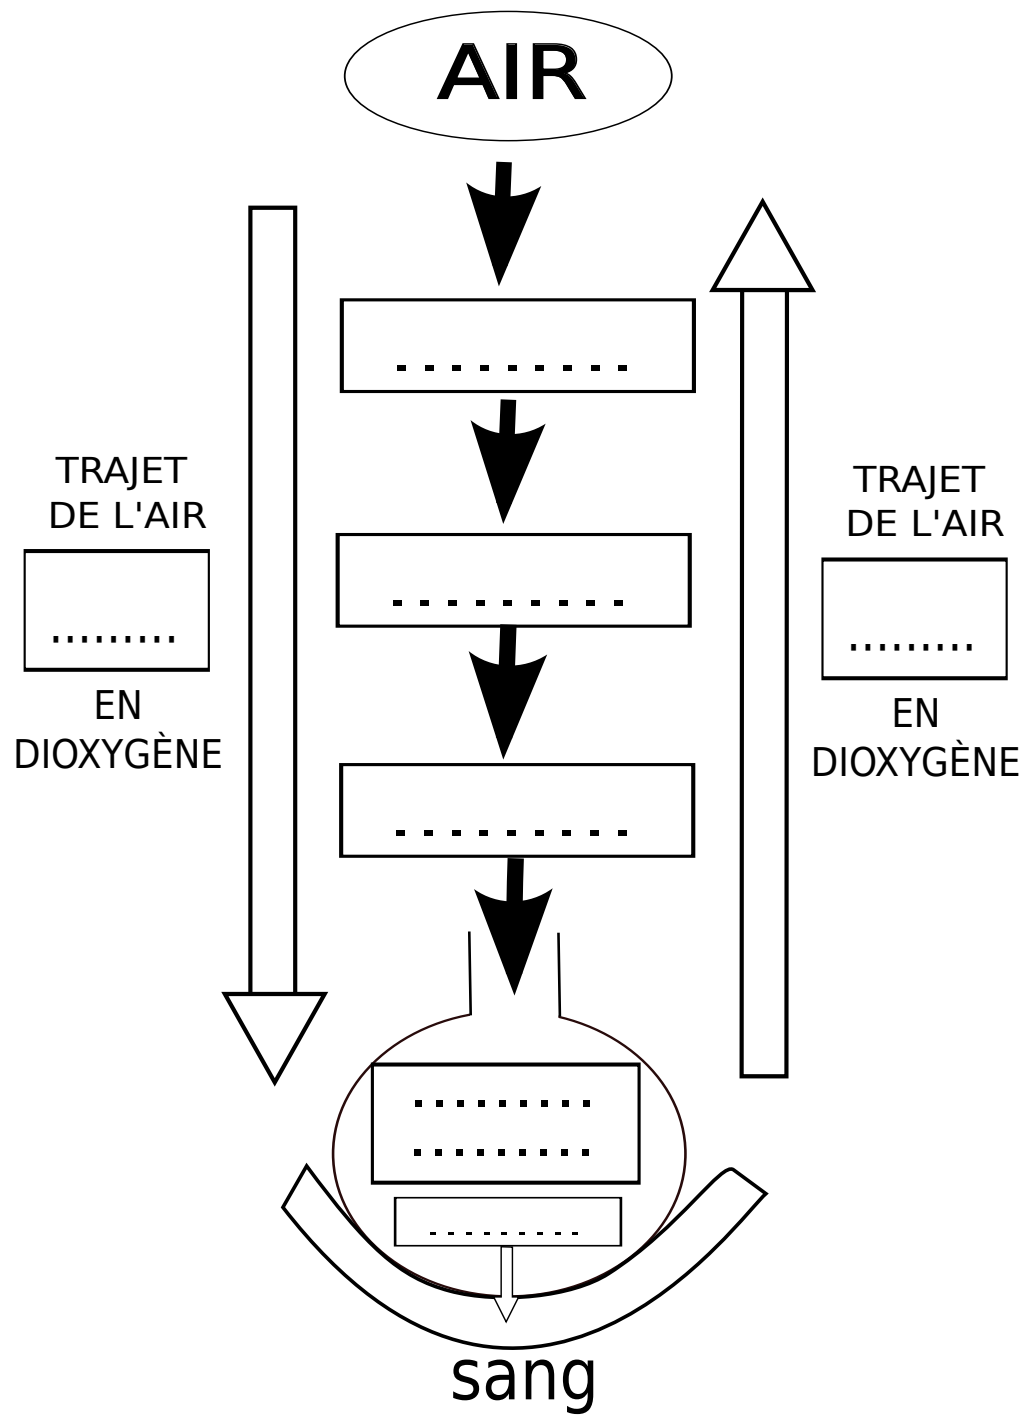 AIR
. . . . . . . . .
TRAJET
DE L'AIR
.........
EN
DIOXYGÈNE
. . . . . . . . .
TRAJET
DE L'AIR
.........
EN
DIOXYGÈNE
. . . . . . . . .
. . . . . . . . .
. . . . . . . . .
. . . . . . . . .
sang